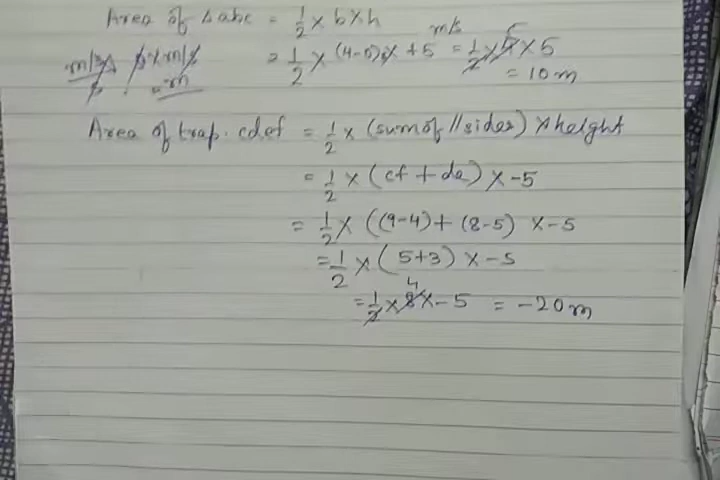 Area of Δ abc = 1/2 x b x h
m/s x s m/s = 1/2 x (4-0) x + 5 m/s = 1/2 x 4 x 5
= m = 10 m
Area of trap. cdef = 1/2 x (sum of // sides) x height
= 1/2 x (cf + de) x -5
= 1/2 x ((9-4) + (8-5) x -5
= 1/2 x (5+3) x -5
= 1/2 x 8 4 x -5 = -20 m